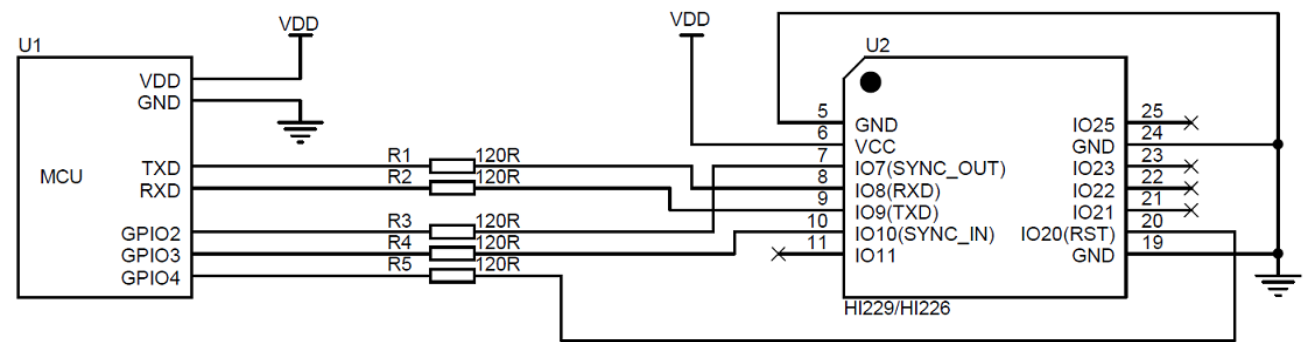 VDD
VDD
U1
U2
VDD
GND
MCU
TXD
RXD
GPIO2
GPIO3
GPIO4
R1 120R
R2 120R
R3 120R
R4 120R
R5 120R
5 GND
6 VCC
7 IO7(SYNC_OUT)
8 IO8(RXD)
9 IO9(TXD)
10 IO10(SYNC_IN)
11 IO11
IO25 25
GND 24
IO23 23
IO22 22
IO21 21
IO20(RST) 20
GND 19
HI229/HI226